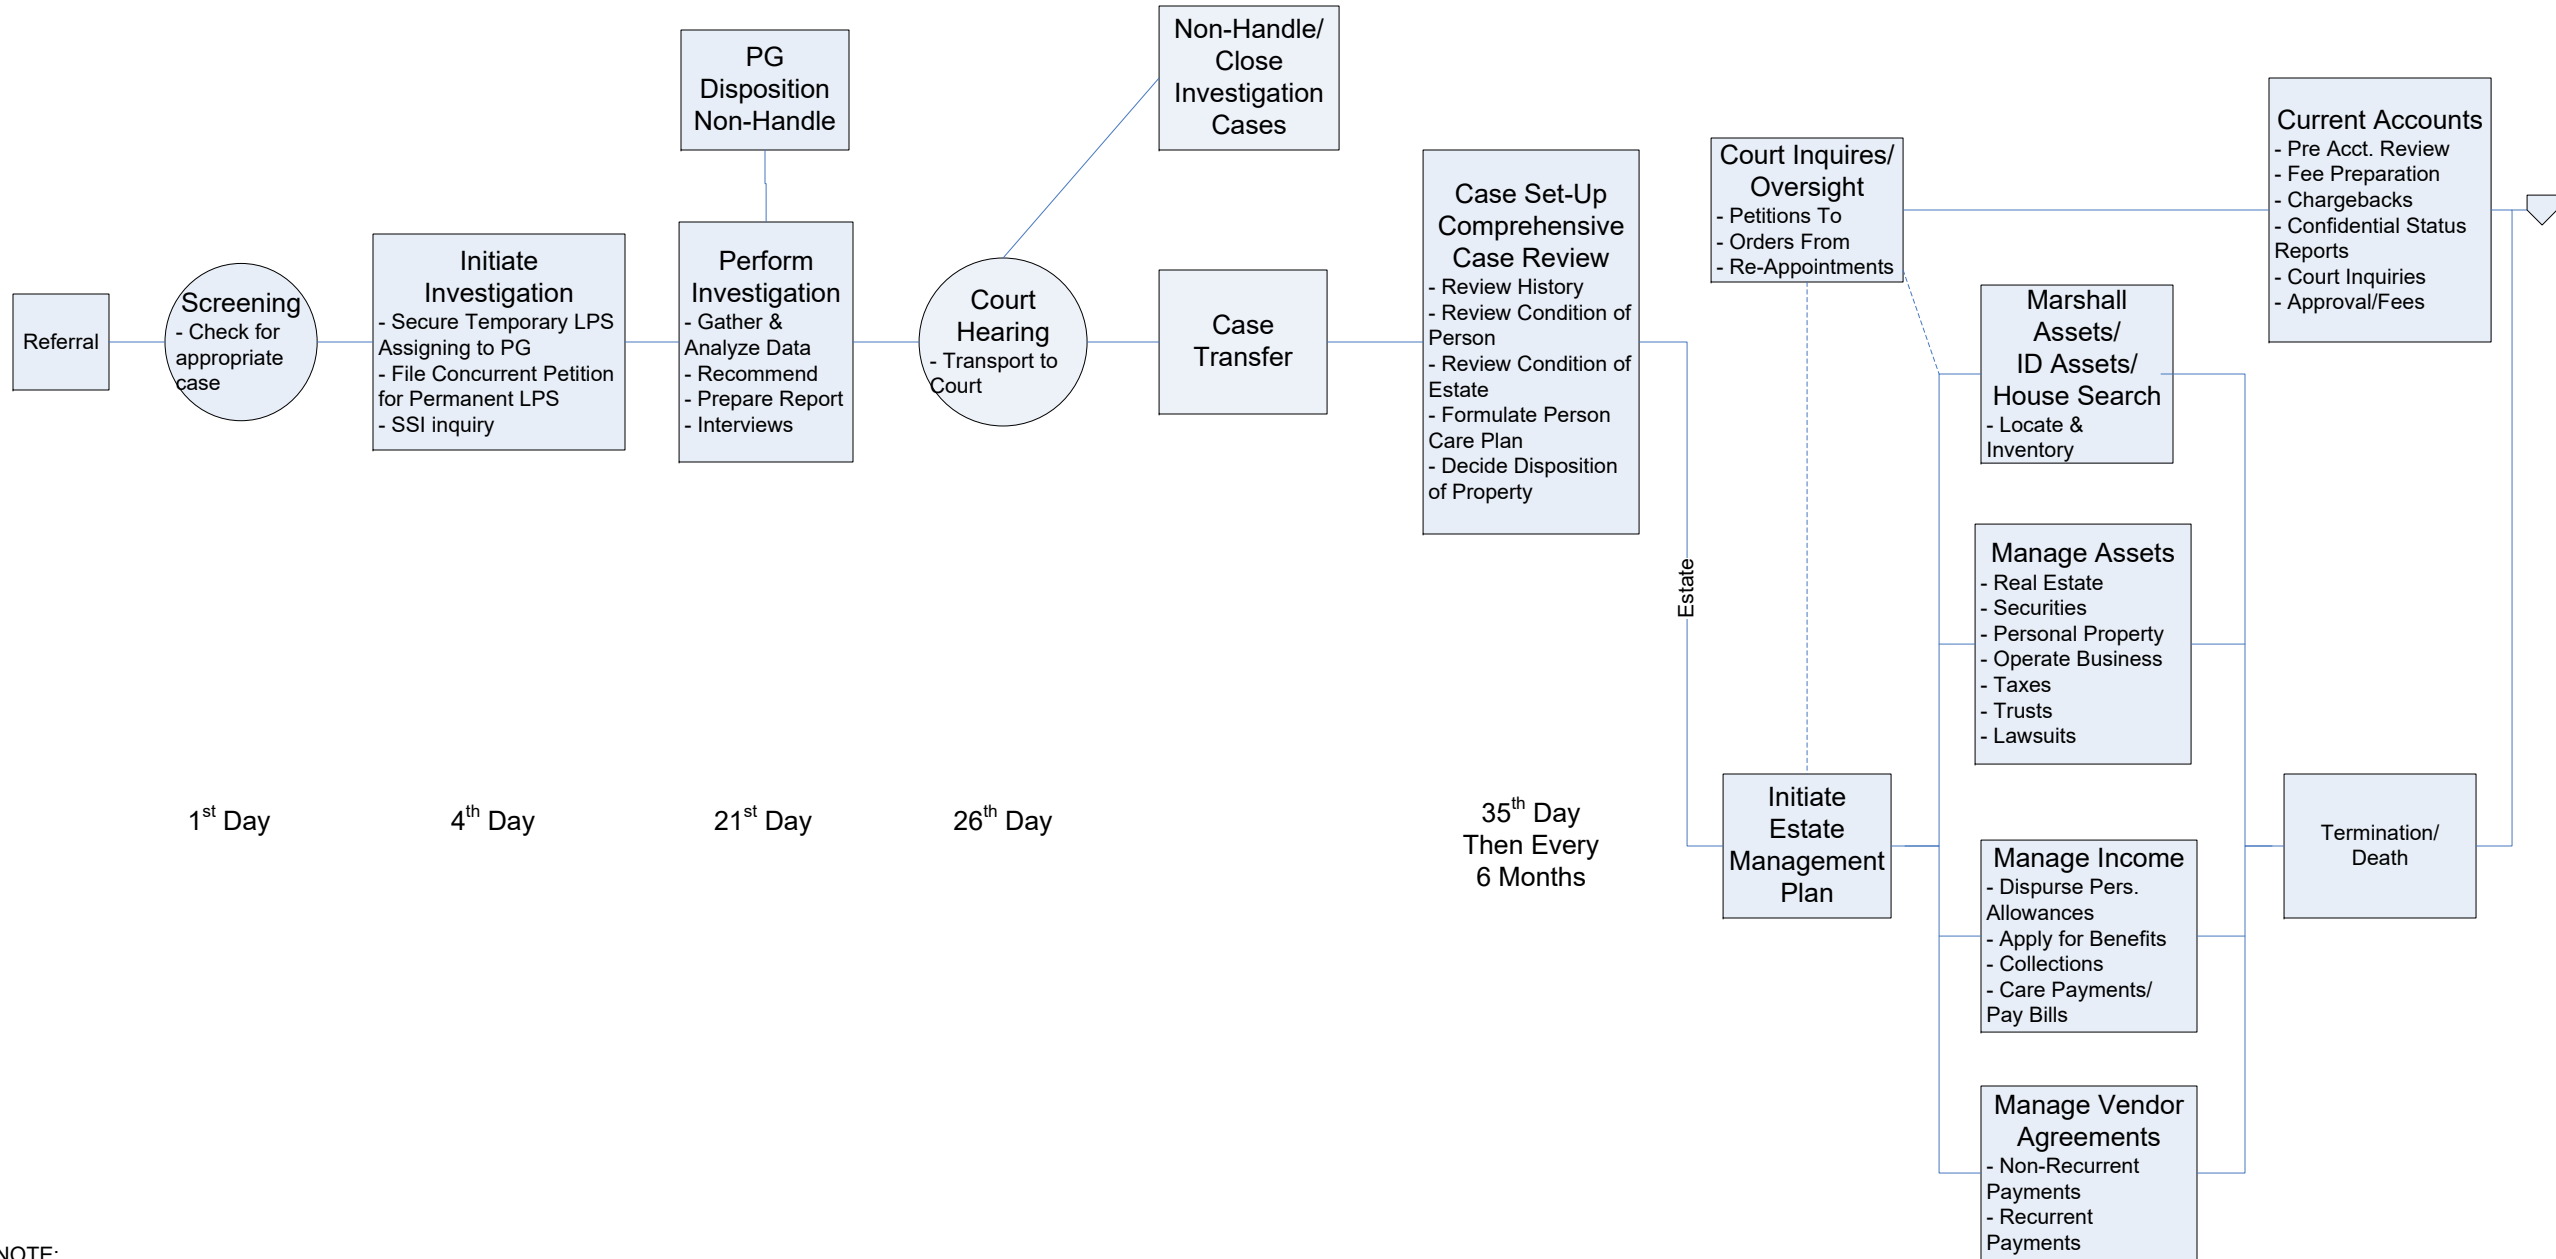 Referral
Screening
- Check for
appropriate
case
Initiate
Investigation
- Secure Temporary LPS
Assigning to PG
- File Concurrent Petition
for Permanent LPS
- SSI inquiry
PG
Disposition
Non-Handle
Perform
Investigation
- Gather &
Analyze Data
- Recommend
- Prepare Report
- Interviews
Court
Hearing
- Transport to
Court
Non-Handle/
Close
Investigation
Cases
Case
Transfer
Case Set-Up
Comprehensive
Case Review
- Review History
- Review Condition of
Person
- Review Condition of
Estate
- Formulate Person
Care Plan
- Decide Disposition
of Property
Estate
Court Inquires/
Oversight
- Petitions To
- Orders From
- Re-Appointments
Initiate
Estate
Management
Plan
Marshall
Assets/
ID Assets/
House Search
- Locate &
Inventory
Manage Assets
- Real Estate
- Securities
- Personal Property
- Operate Business
- Taxes
- Trusts
- Lawsuits
Manage Income
- Dispurse Pers.
Allowances
- Apply for Benefits
- Collections
- Care Payments/
Pay Bills
Manage Vendor
Agreements
- Non-Recurrent
Payments
- Recurrent
Payments
Current Accounts
- Pre Acct. Review
- Fee Preparation
- Chargebacks
- Confidential Status
Reports
- Court Inquiries
- Approval/Fees
Termination/
Death
1st Day
4th Day
21st Day
26th Day
35th Day
Then Every
6 Months
NOTE: